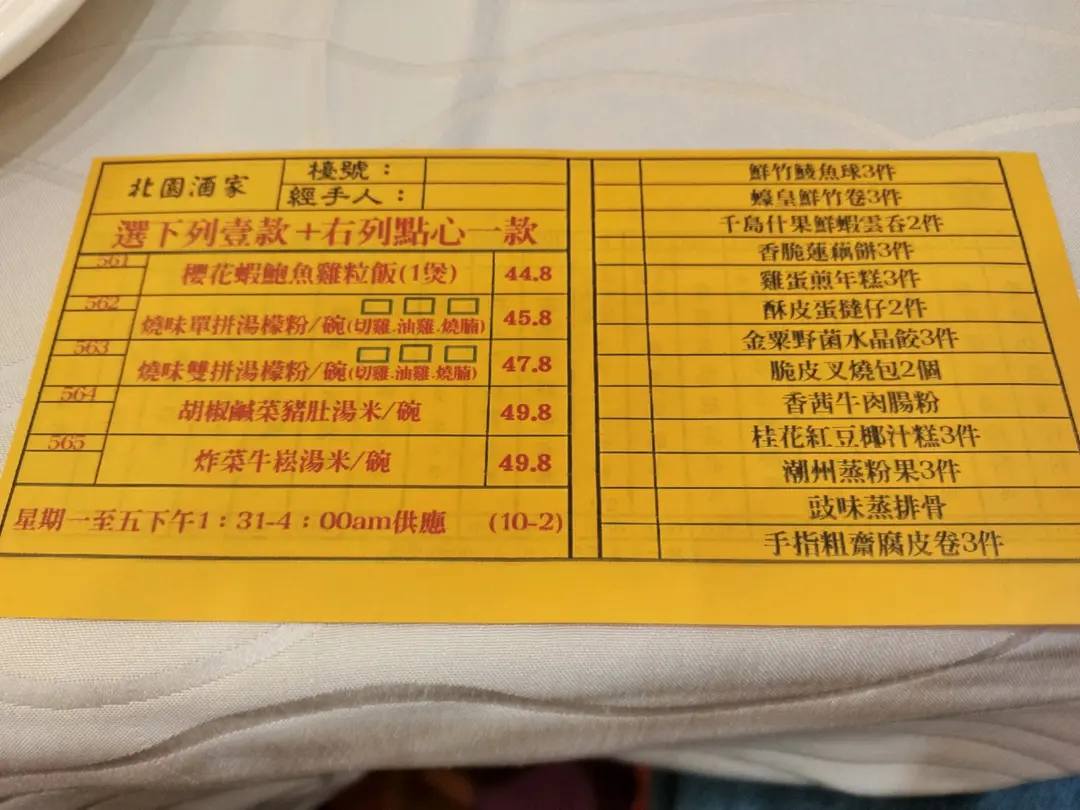 北園酒家
檯號：
經手人：
選下列壹款+右列點心一款
561
櫻花蝦鮑魚雞粒飯(1煲) 44.8
562
燒味單拼湯檬粉/碗(切雞.油雞.燒腩) 45.8
563
燒味雙拼湯檬粉/碗(切雞.油雞.燒腩) 47.8
564
胡椒鹹菜豬肚湯米/碗 49.8
565
炸菜牛崧湯米/碗 49.8
星期一至五下午1：31-4：00am供應 (10-2)
鮮竹鯪魚球3件
蠔皇鮮竹卷3件
千島什果鮮蝦雲吞2件
香脆蓮藕餅3件
雞蛋煎年糕3件
酥皮蛋撻仔2件
金粟野菌水晶餃3件
脆皮叉燒包2個
香茜牛肉腸粉
桂花紅豆椰汁糕3件
潮州蒸粉果3件
豉味蒸排骨
手指粗齋腐皮卷3件